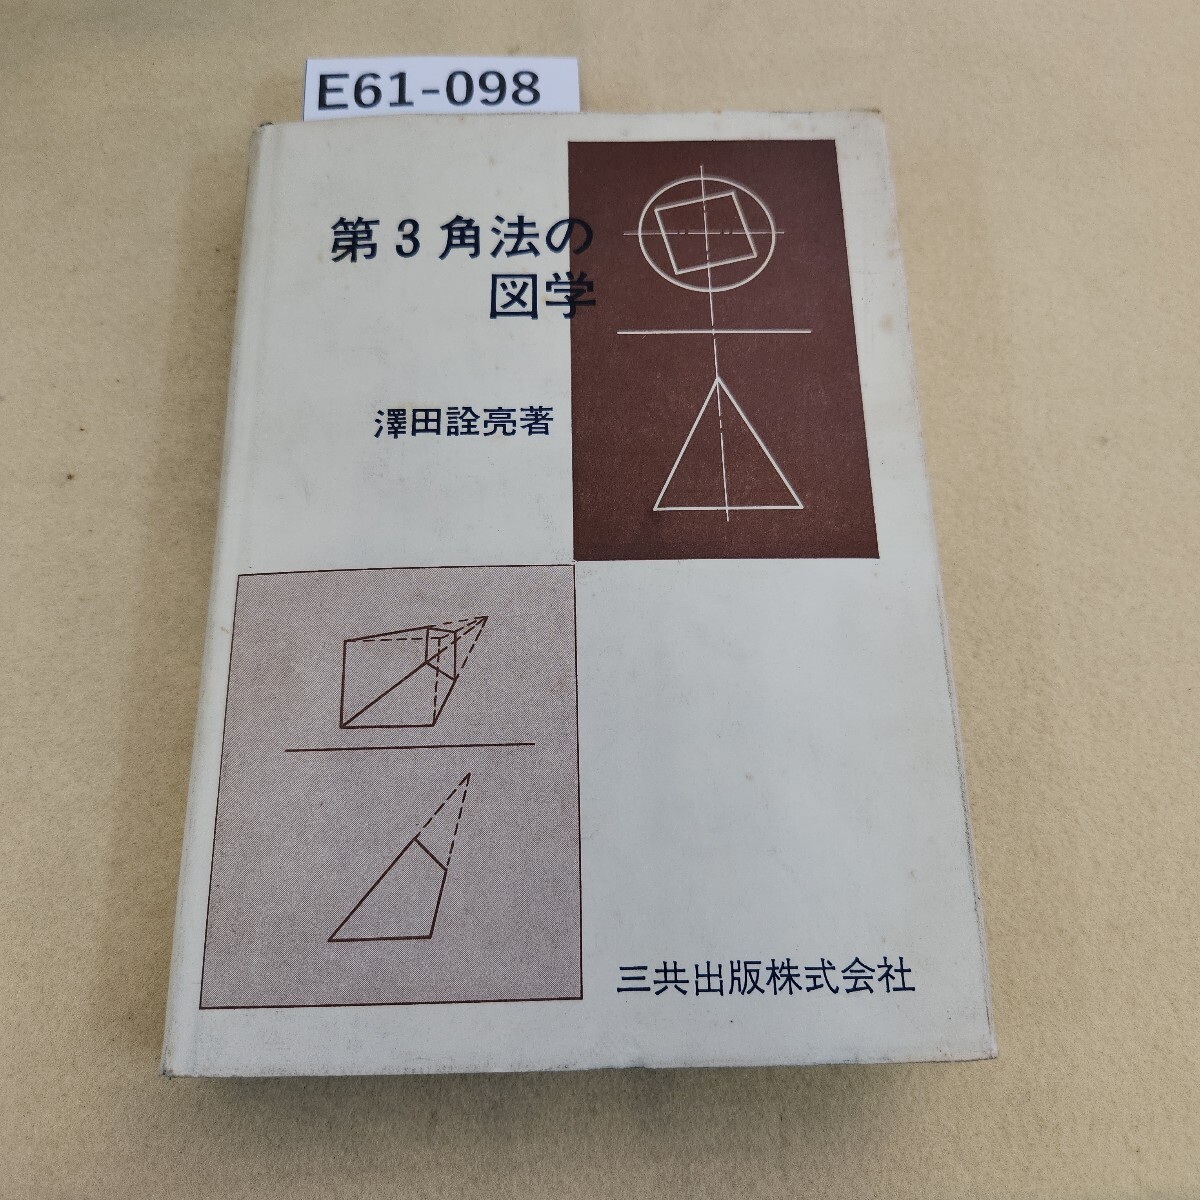 E61-098
第3角法の
図学
澤田詮亮著
三共出版株式会社